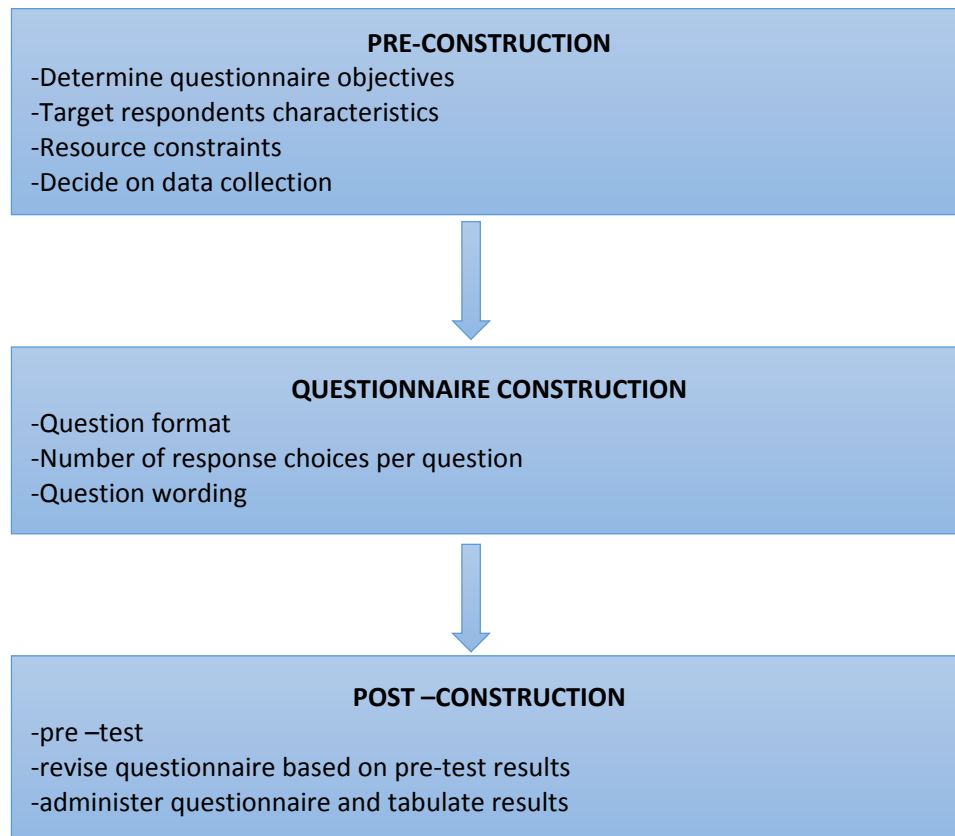 PRE-CONSTRUCTION
-Determine questionnaire objectives
-Target respondents characteristics
-Resource constraints
-Decide on data collection
QUESTIONNAIRE CONSTRUCTION
-Question format
-Number of response choices per question
-Question wording
POST –CONSTRUCTION
-pre –test
-revise questionnaire based on pre-test results
-administer questionnaire and tabulate results